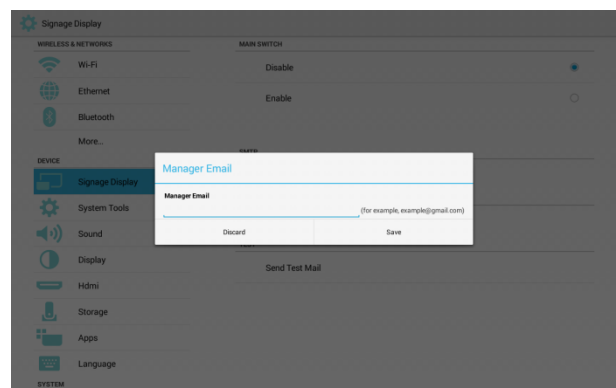 Signage Display
WIRELESS & NETWORKS
Wi-Fi
Ethernet
Bluetooth
More...
DEVICE
Signage Display
System Tools
Sound
Display
Hdmi
Storage
Apps
Language
SYSTEM
MAIN SWITCH
Disable
Enable
SMTP
Manager Email
Manager Email
(for example, example@gmail.com)
Discard
Save
Send Test Mail